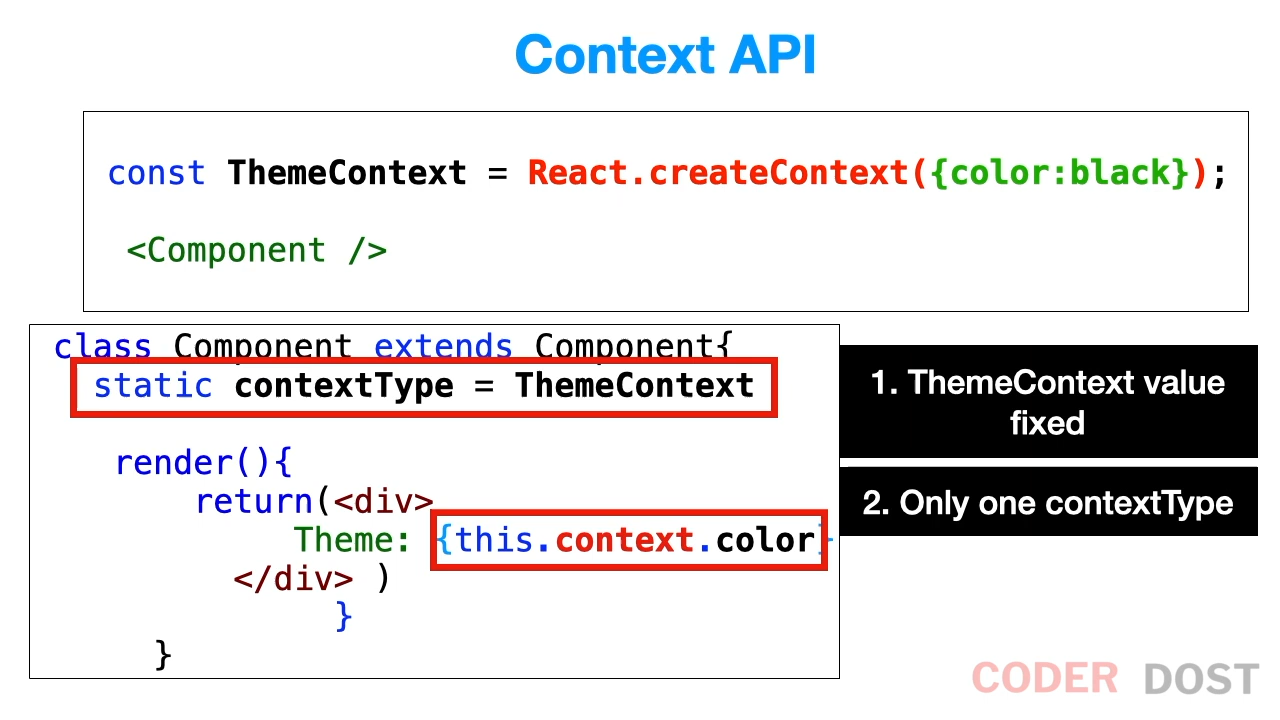 Context API
const ThemeContext = React.createContext({color:black});
<Component />
class Component extends Component{
static contextType = ThemeContext
render(){
return(<div>
Theme: {this.context.color}
</div> )
}
}
1. ThemeContext value
fixed
2. Only one contextType
CODER DOST